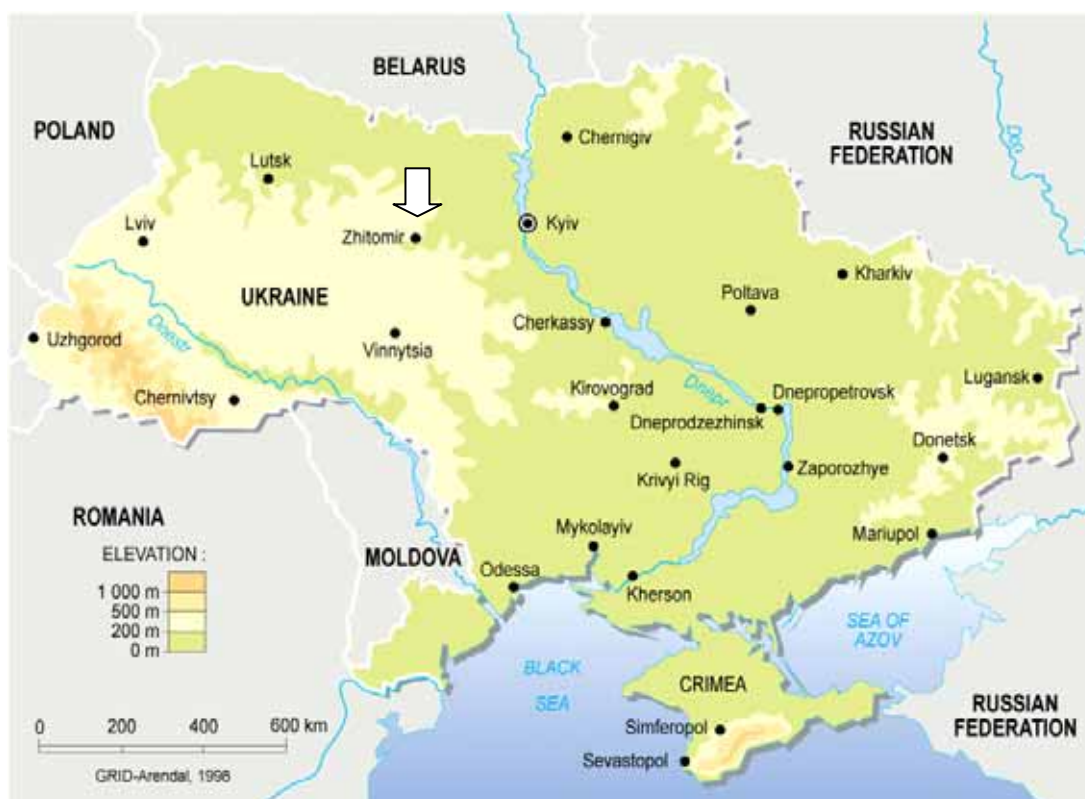 BELARUS
POLAND
RUSSIAN
FEDERATION
Don
Chernigiv
Lutsk
Lviv
Zhitomir
Kyiv
Kharkiv
UKRAINE
Poltava
Cherkassy
Donstr
Uzhgorod
Vinnytsia
Kirovograd
Dnepr
Lugansk
Chernivtsy
Dnepropetrovsk
Dneprodzezhinsk
Donetsk
Krivyi Rig
Zaporozhye
ROMANIA
Mykolayiv
Mariupol
ELEVATION :
1 000 m
500 m
200 m
0 m
MOLDOVA
Odessa
Kherson
SEA OF
AZOV
BLACK
SEA
CRIMEA
Simferopol
Sevastopol
RUSSIAN
FEDERATION
0 200 400 600 km
GRID-Arendal, 1998